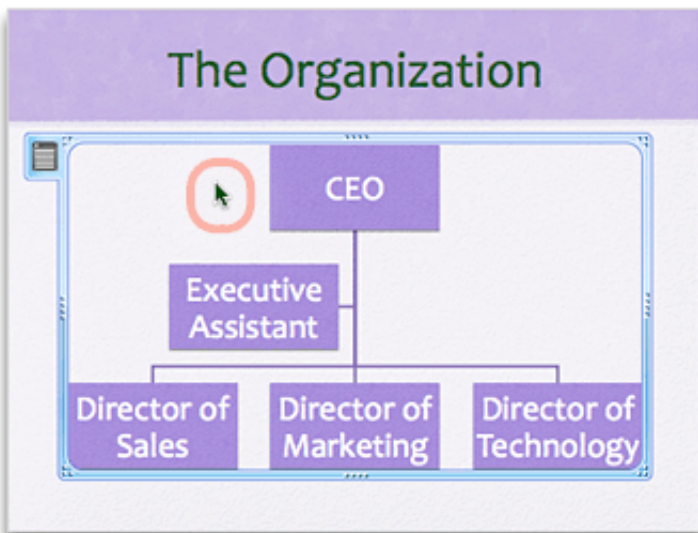 The Organization
CEO
Executive
Assistant
Director of
Sales
Director of
Marketing
Director of
Technology